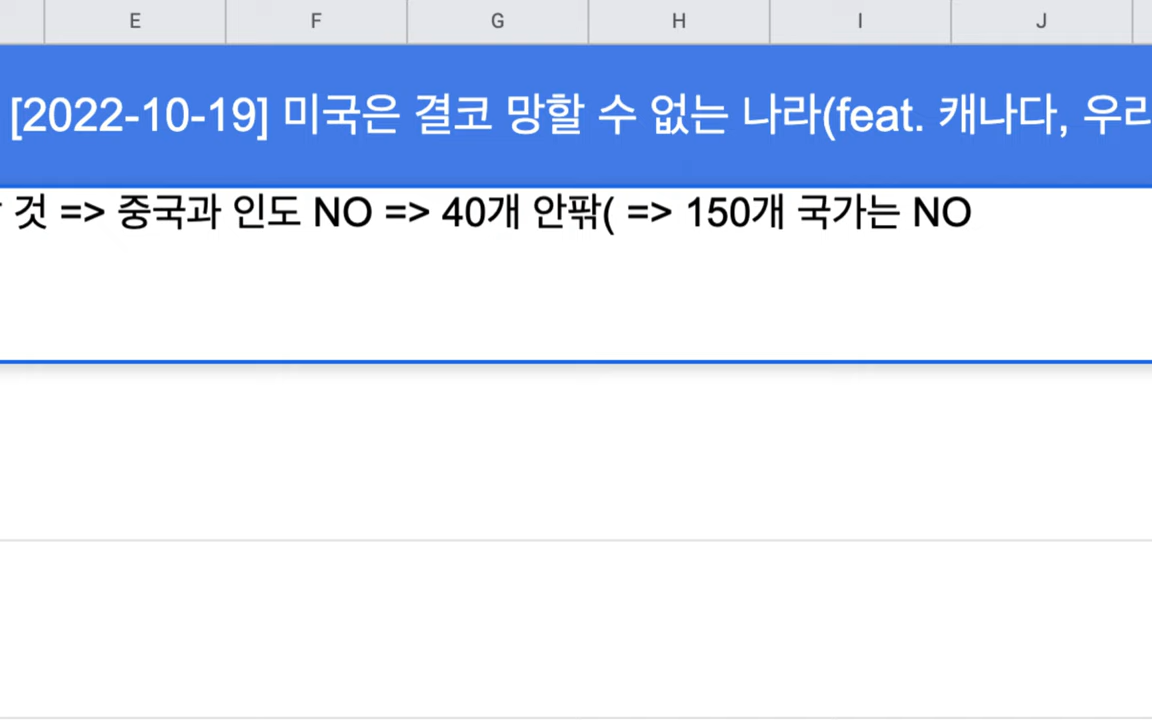 E F G H I J
[2022-10-19] 미국은 결코 망할 수 없는 나라(feat. 캐나다, 우리
것 => 중국과 인도 NO => 40개 안팎( => 150개 국가는 NO